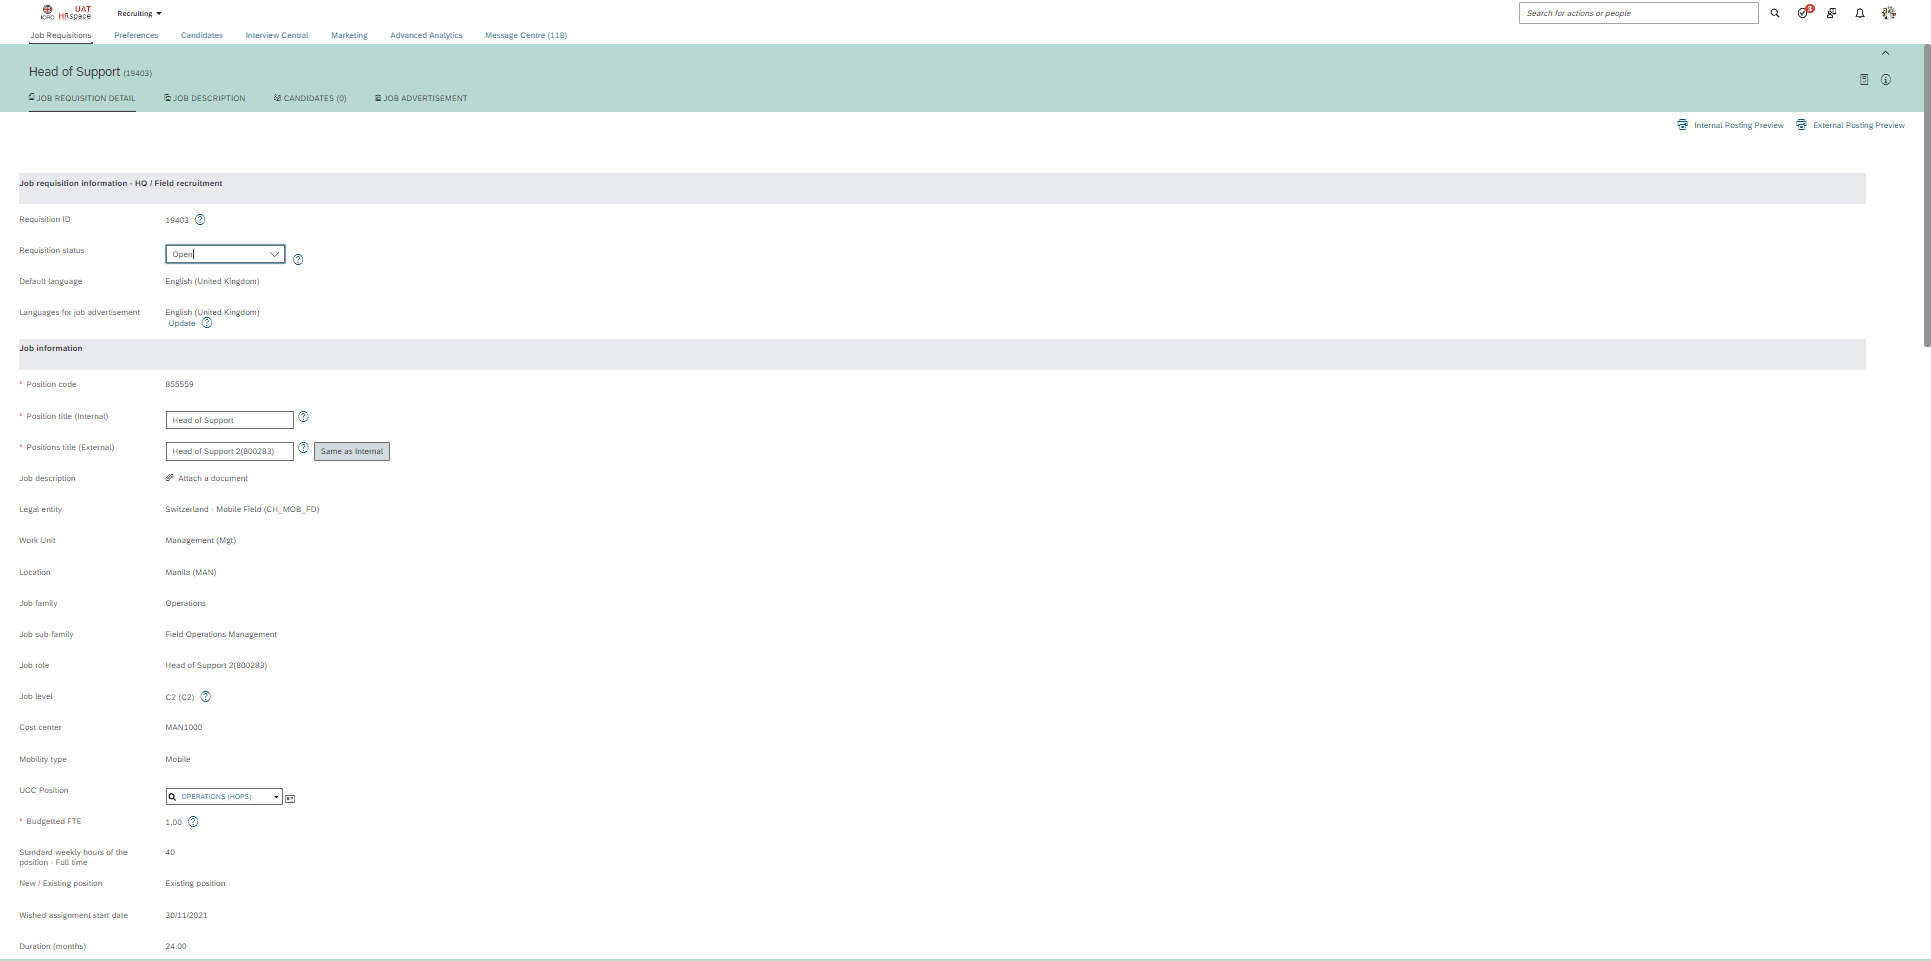 ICRC UAT HRspace Recruiting Search for actions or people 3
Job Requisitions Preferences Candidates Interview Central Marketing Advanced Analytics Message Centre (118)
Head of Support (19403)
JOB REQUISITION DETAIL JOB DESCRIPTION CANDIDATES (0) JOB ADVERTISEMENT
Internal Posting Preview External Posting Preview
Job requisition information - HQ / Field recruitment
Requisition ID 19403
Requisition status Open
Default language English (United Kingdom)
Languages for job advertisement English (United Kingdom)
Update
Job information
* Position code 855559
* Position title (Internal) Head of Support
* Positions title (External) Head of Support 2(800283) Same as Internal
Job description Attach a document
Legal entity Switzerland - Mobile Field (CH_MOB_FD)
Work Unit Management (Mgt)
Location Manila (MAN)
Job family Operations
Job sub-family Field Operations Management
Job role Head of Support 2(800283)
Job level C2 (C2)
Cost center MAN1000
Mobility type Mobile
UCC Position OPERATIONS (HOPS)
* Budgetted FTE 1.00
Standard weekly hours of the 40
position - Full time
New / Existing position Existing position
Wished assignment start date 30/11/2021
Duration (months) 24.00